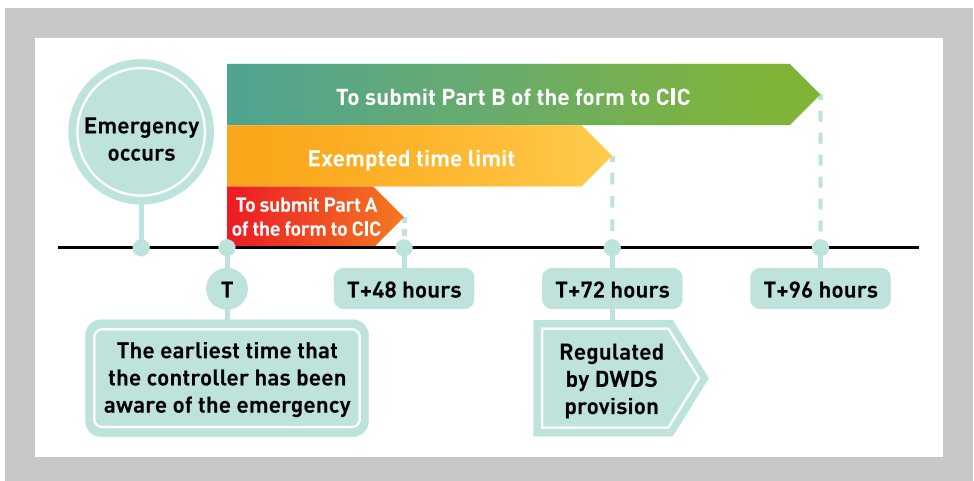 Emergency
occurs
To submit Part B of the form to CIC
Exempted time limit
To submit Part A
of the form to CIC
T
T+48 hours
T+72 hours
T+96 hours
The earliest time that
the controller has been
aware of the emergency
Regulated
by DWDS
provision